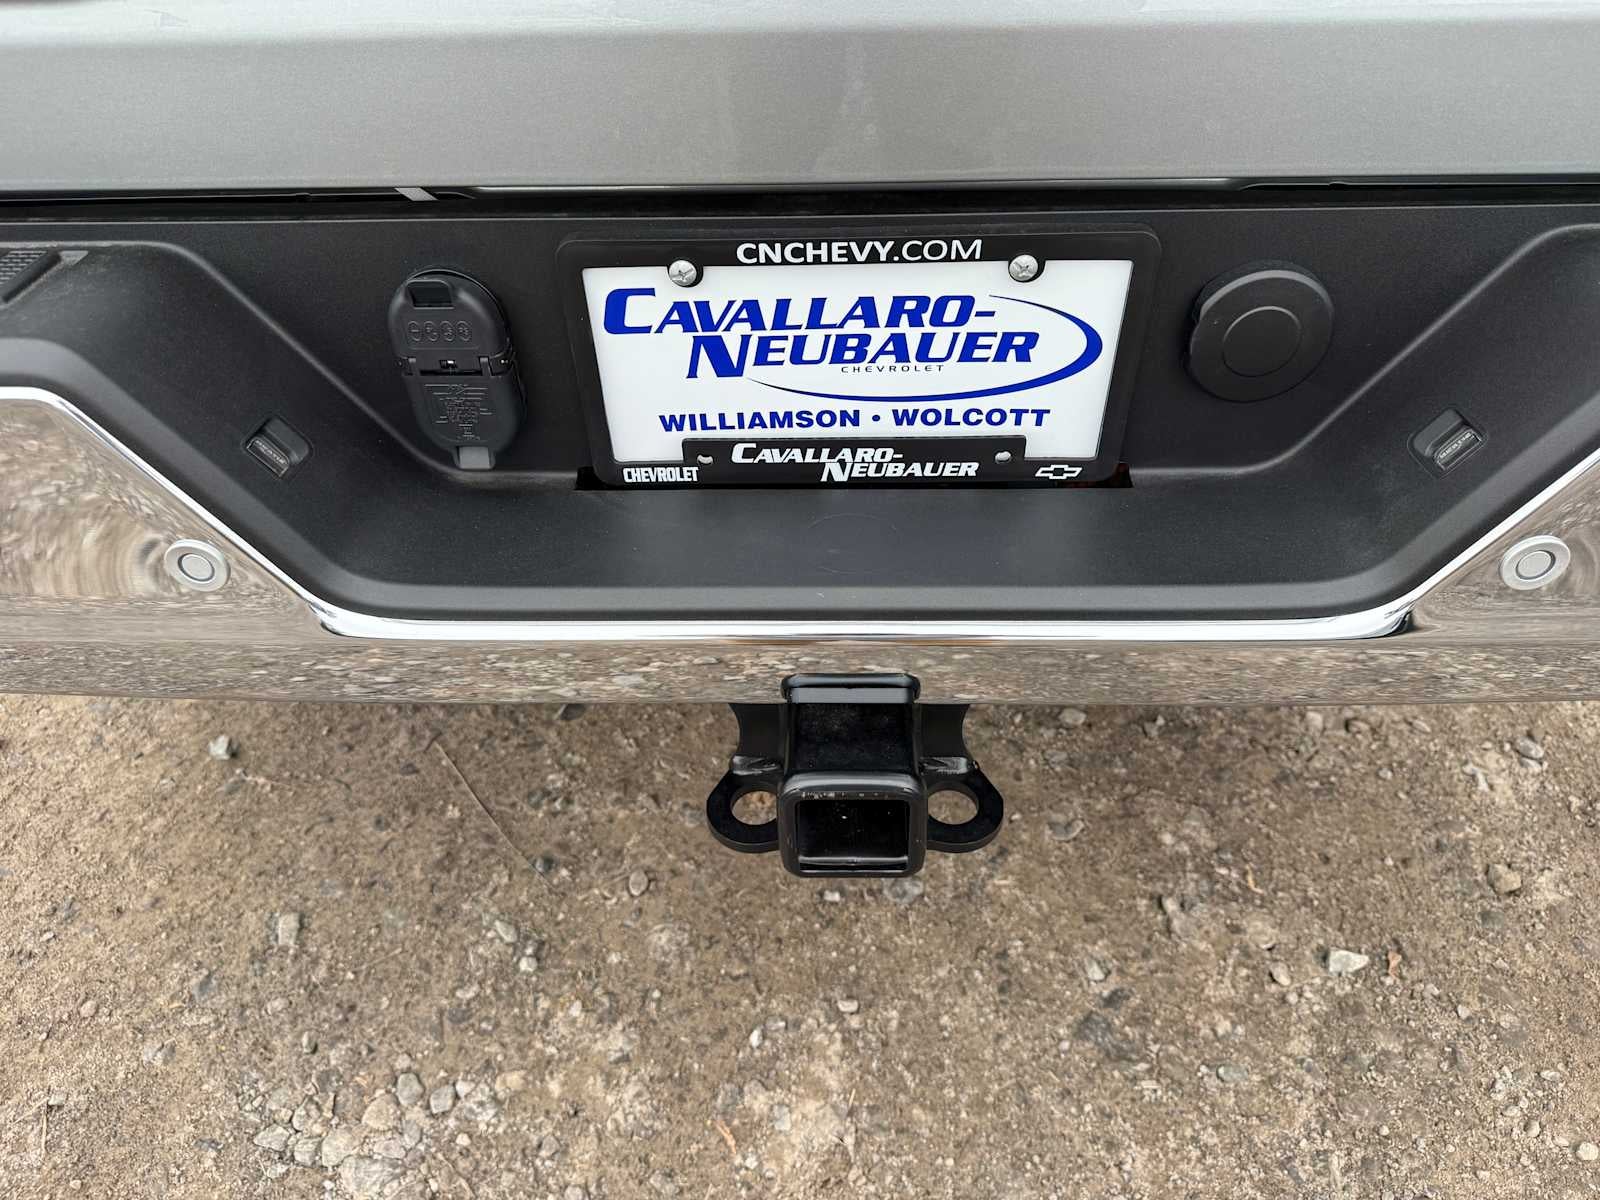 CNCHEVY.COM
CAVALLARO-
NEUBAUER
CHEVROLET
WILLIAMSON • WOLCOTT
CAVALLARO-
NEUBAUER
CHEVROLET